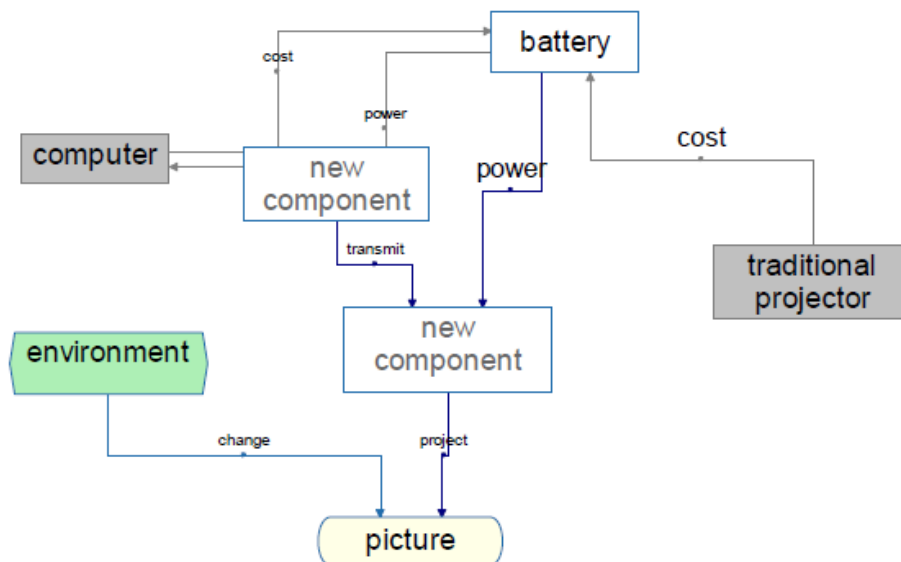 battery
cost
power
computer
new
component
cost
power
transmit
traditional
projector
new
component
environment
change
project
picture